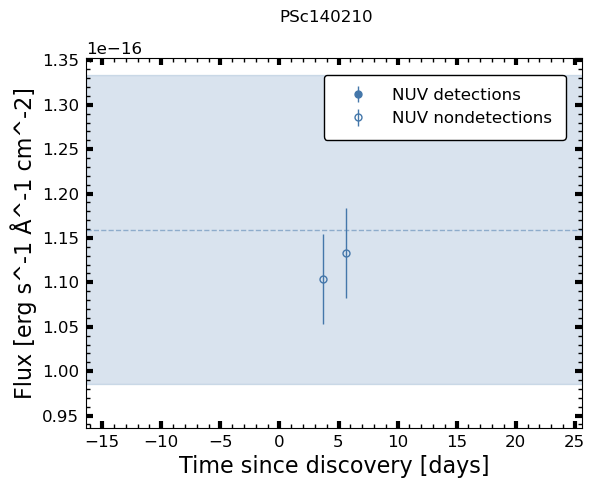 PSc140210
1e−16
NUV detections
NUV nondetections
1.35
1.30
1.25
1.20
1.15
1.10
1.05
1.00
0.95
Flux [erg s^-1 Å^-1 cm^-2]
−15 −10 −5 0 5 10 15 20 25
Time since discovery [days]